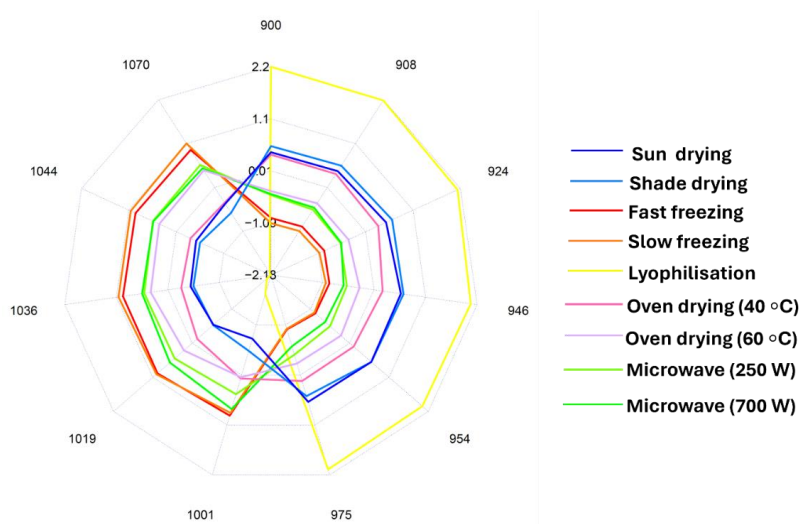 900
908
924
946
954
975
1001
1019
1036
1044
1070
2.2
1.1
0.01
−1.09
−2.18
Sun drying
Shade drying
Fast freezing
Slow freezing
Lyophilisation
Oven drying (40 ○C)
Oven drying (60 ○C)
Microwave (250 W)
Microwave (700 W)